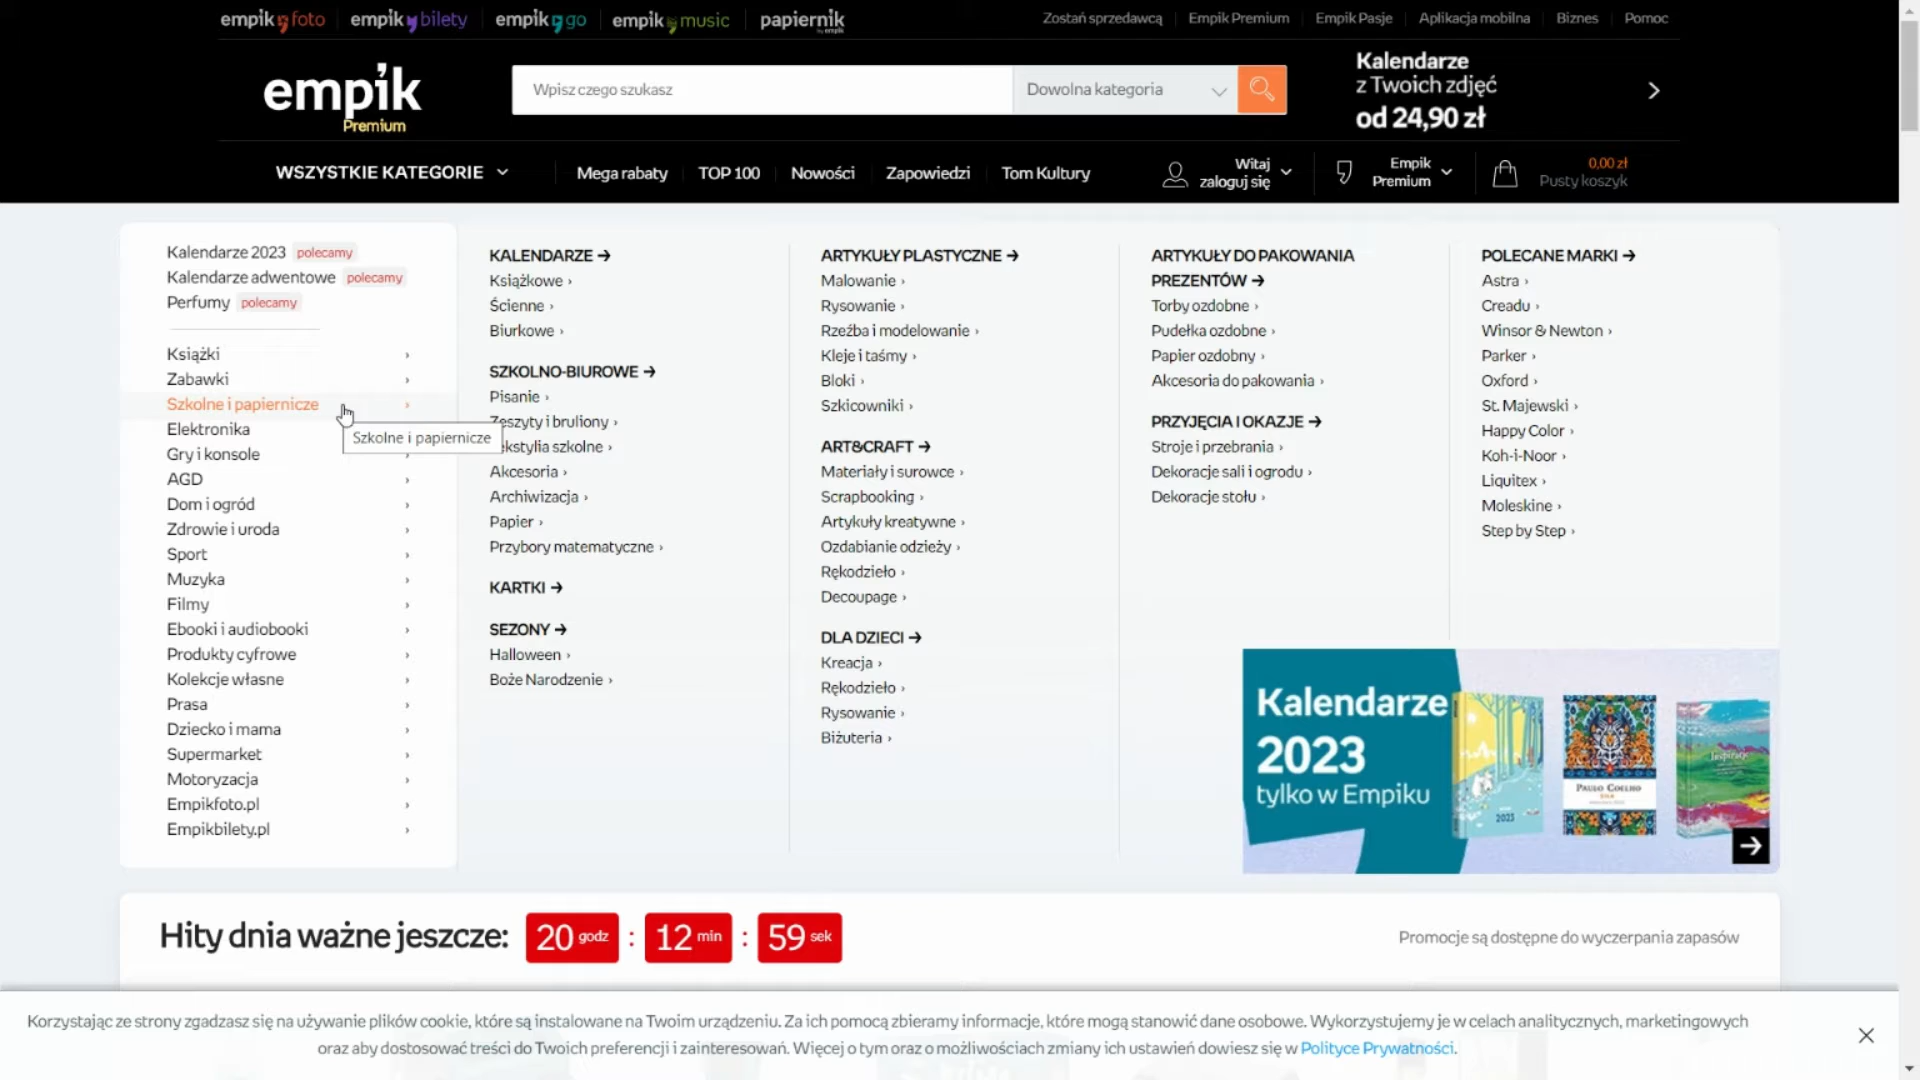 empik foto
empik bilety
empik go
empik music
papiernik
by empik
Zostań sprzedawcą
Empik Premium
Empik Pasje
Aplikacja mobilna
Biznes
Pomoc
empik
Premium
Wpisz czego szukasz
Dowolna kategoria
Kalendarze
z Twoich zdjęć
od 24,90 zł
WSZYSTKIE KATEGORIE
Mega rabaty
TOP 100
Nowości
Zapowiedzi
Tom Kultury
Witaj
zaloguj się
Empik
Premium
0,00 zł
Pusty koszyk
Kalendarze 2023 polecamy
Kalendarze adwentowe polecamy
Perfumy polecamy
Książki
Zabawki
Szkolne i papiernicze
Elektronika
Gry i konsole
AGD
Dom i ogród
Zdrowie i uroda
Sport
Muzyka
Filmy
Ebooki i audiobooki
Produkty cyfrowe
Kolekcje własne
Prasa
Dziecko i mama
Supermarket
Motoryzacja
Empikfoto.pl
Empikbilety.pl
Szkolne i papiernicze
KALENDARZE →
Książkowe ›
Ścienne ›
Biurkowe ›
SZKOLNO-BIUROWE →
Pisanie ›
Zeszyty i bruliony ›
kstylia szkolne ›
Akcesoria ›
Archiwizacja ›
Papier ›
Przybory matematyczne ›
KARTKI →
SEZONY →
Halloween ›
Boże Narodzenie ›
ARTYKUŁY PLASTYCZNE →
Malowanie ›
Rysowanie ›
Rzeźba i modelowanie ›
Kleje i taśmy ›
Bloki ›
Szkicowniki ›
ART&CRAFT →
Materiały i surowce ›
Scrapbooking ›
Artykuły kreatywne ›
Ozdabianie odzieży ›
Rękodzieło ›
Decoupage ›
DLA DZIECI →
Kreacja ›
Rękodzieło ›
Rysowanie ›
Biżuteria ›
ARTYKUŁY DO PAKOWANIA
PREZENTÓW →
Torby ozdobne ›
Pudełka ozdobne ›
Papier ozdobny ›
Akcesoria do pakowania ›
PRZYJĘCIA I OKAZJE →
Stroje i przebrania ›
Dekoracje sali i ogrodu ›
Dekoracje stołu ›
POLECANE MARKI →
Astra ›
Creadu ›
Winsor & Newton ›
Parker ›
Oxford ›
St. Majewski ›
Happy Color ›
Koh-i-Noor ›
Liquitex ›
Moleskine ›
Step by Step ›
Kalendarze
2023
tylko w Empiku
2023
PAULO COELHO
Inspiracje
Hity dnia ważne jeszcze: 20 godz : 12 min : 59 sek
Promocje są dostępne do wyczerpania zapasów
Korzystając ze strony zgadzasz się na używanie plików cookie, które są instalowane na Twoim urządzeniu. Za ich pomocą zbieramy informacje, które mogą stanowić dane osobowe. Wykorzystujemy je w celach analitycznych, marketingowych
oraz aby dostosować treści do Twoich preferencji i zainteresowań. Więcej o tym oraz o możliwościach zmiany ich ustawień dowiesz się w Polityce Prywatności.